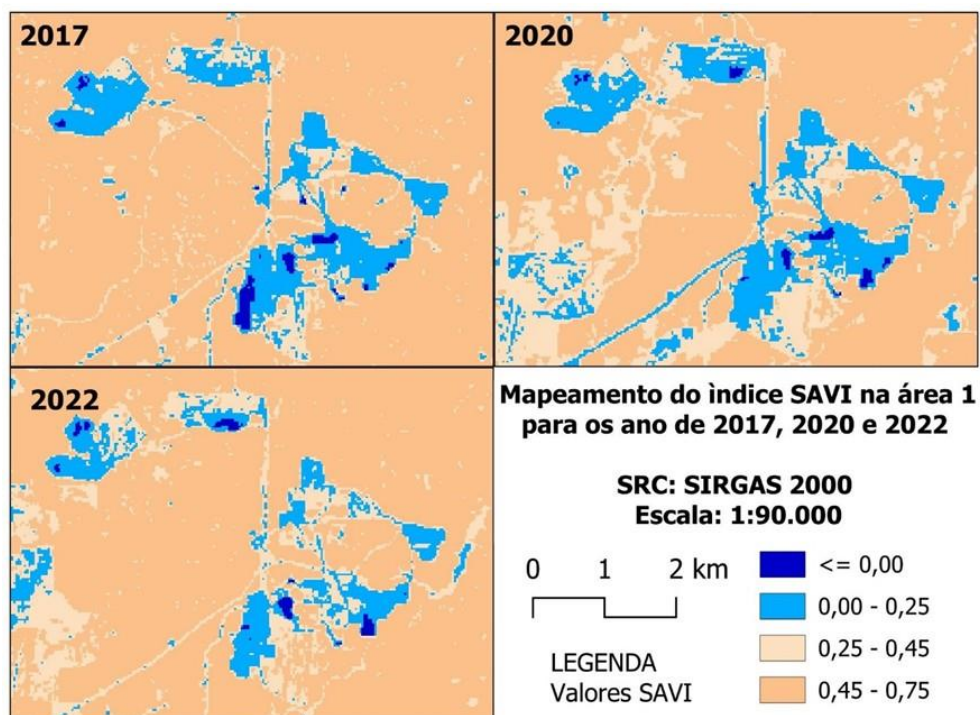 2017
2020
2022
Mapeamento do ìndice SAVI na área 1
para os ano de 2017, 2020 e 2022
SRC: SIRGAS 2000
Escala: 1:90.000
0 1 2 km
LEGENDA
Valores SAVI
<= 0,00
0,00 - 0,25
0,25 - 0,45
0,45 - 0,75